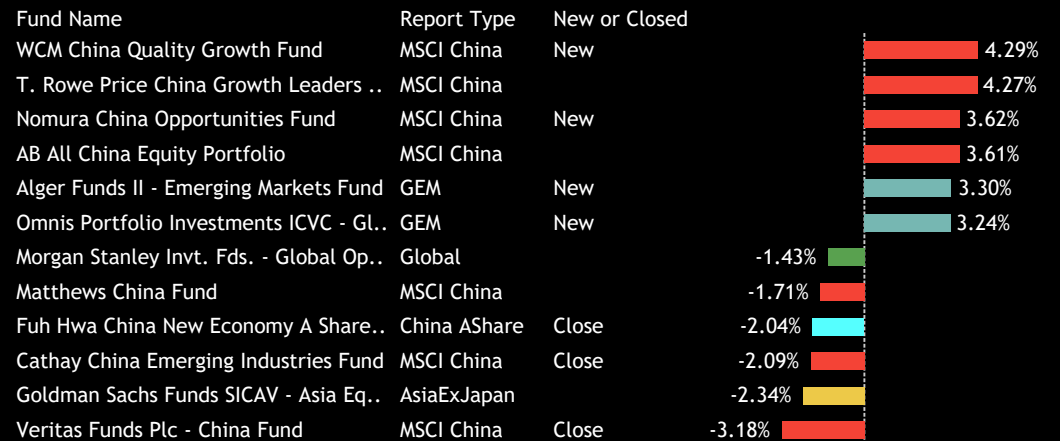 Fund Name Report Type New or Closed
WCM China Quality Growth Fund MSCI China New 4.29%
T. Rowe Price China Growth Leaders .. MSCI China 4.27%
Nomura China Opportunities Fund MSCI China New 3.62%
AB All China Equity Portfolio MSCI China 3.61%
Alger Funds II - Emerging Markets Fund GEM New 3.30%
Omnis Portfolio Investments ICVC - Gl.. GEM New 3.24%
Morgan Stanley Invt. Fds. - Global Op.. Global -1.43%
Matthews China Fund MSCI China -1.71%
Fuh Hwa China New Economy A Share.. China AShare Close -2.04%
Cathay China Emerging Industries Fund MSCI China Close -2.09%
Goldman Sachs Funds SICAV - Asia Eq.. AsiaExJapan -2.34%
Veritas Funds Plc - China Fund MSCI China Close -3.18%